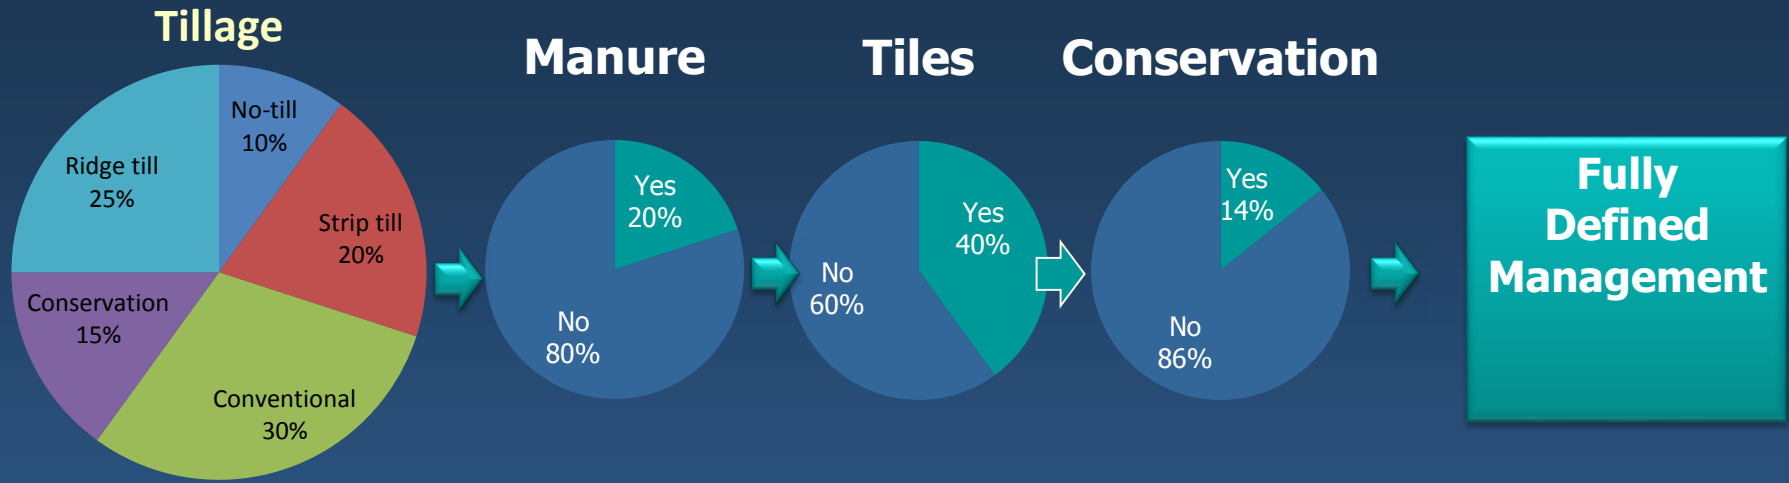 Tillage
No-till
10%
Strip till
20%
Conventional
30%
Conservation
15%
Ridge till
25%
Manure
Yes
20%
No
80%
Tiles
Yes
40%
No
60%
Conservation
Yes
14%
No
86%
Fully
Defined
Management